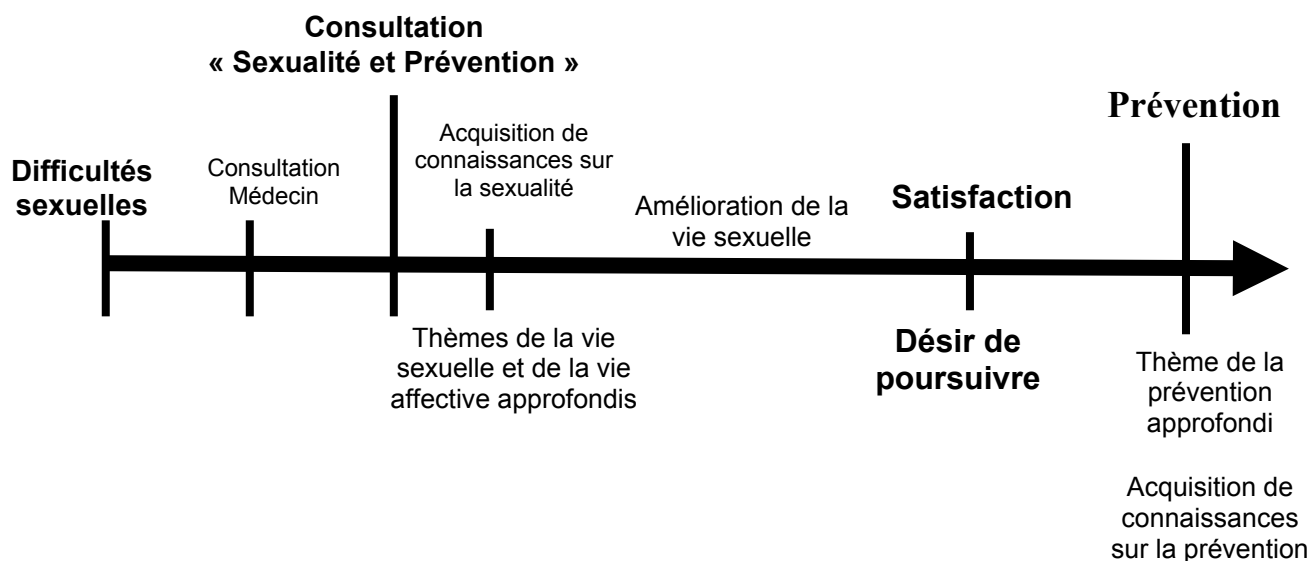 Consultation
« Sexualité et Prévention »
Prévention
Difficultés
sexuelles
Consultation
Médecin
Acquisition de
connaissances sur
la sexualité
Amélioration de la
vie sexuelle
Satisfaction
Thèmes de la vie
sexuelle et de la vie
affective approfondis
Désir de
poursuivre
Thème de la
prévention
approfondi
Acquisition de
connaissances
sur la prévention